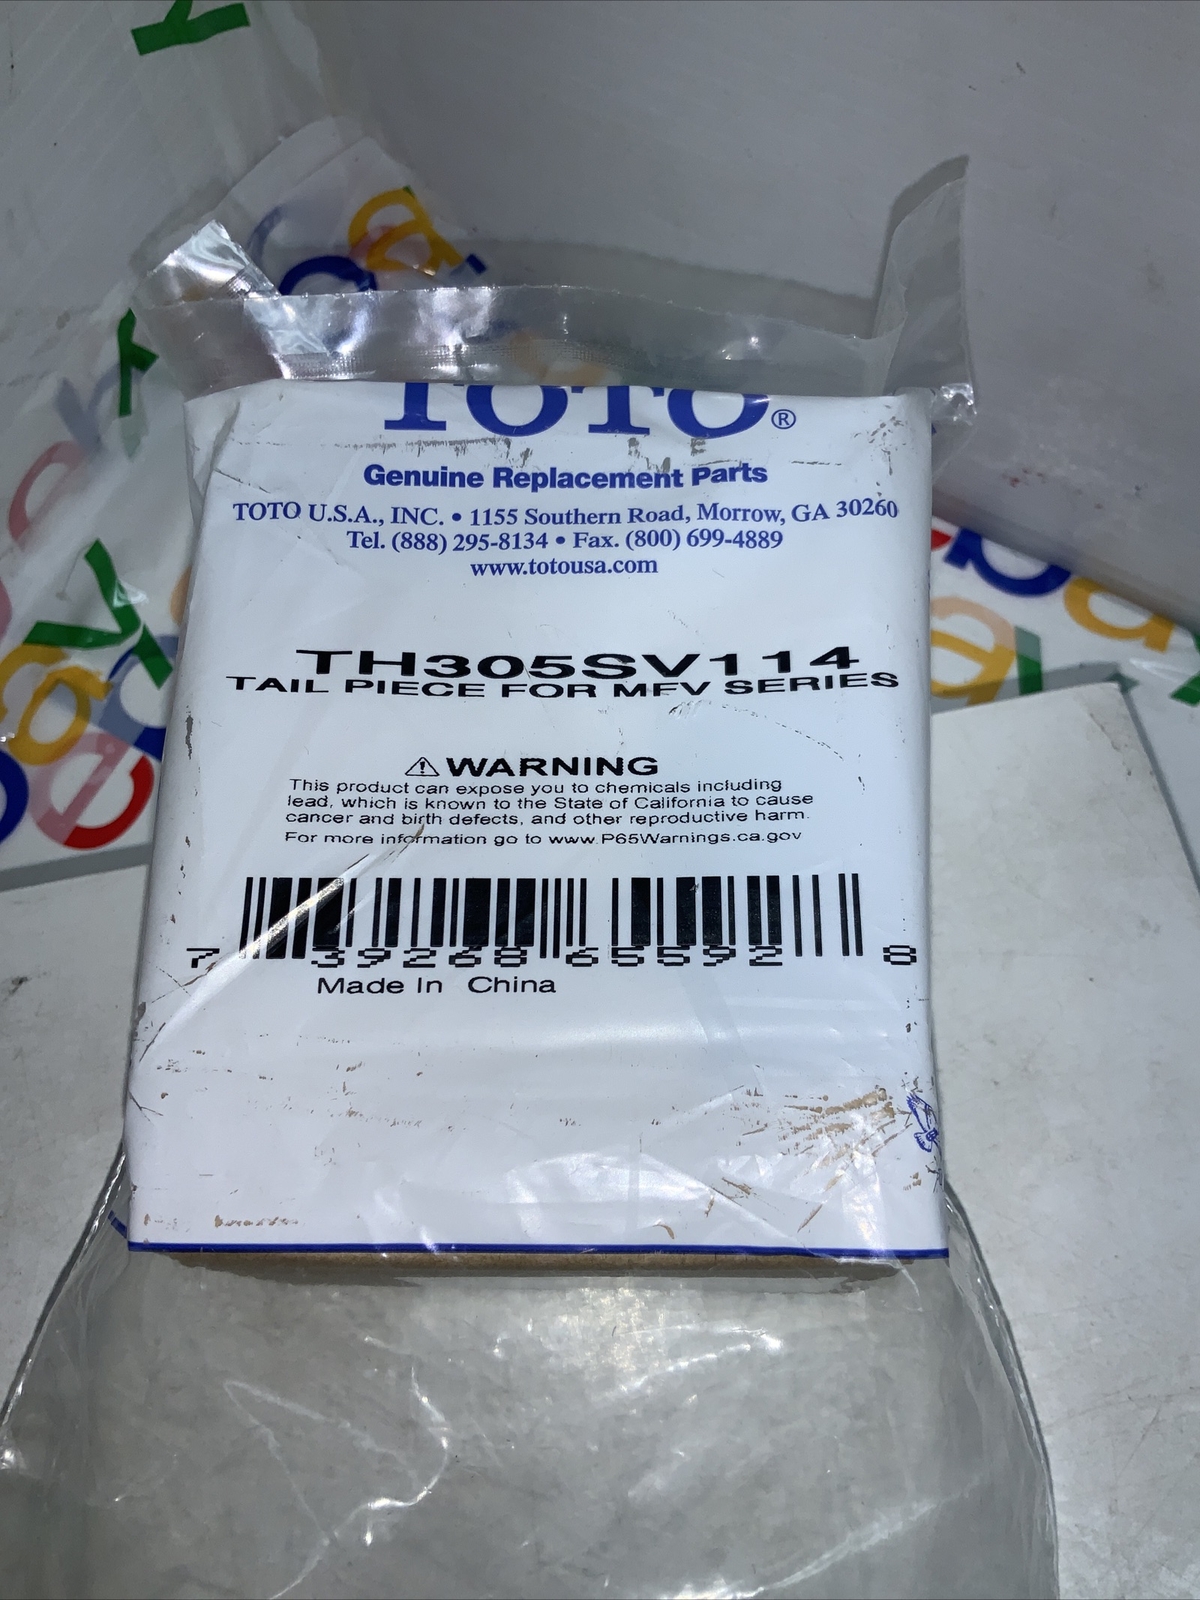 TOTO®
Genuine Replacement Parts
TOTO U.S.A., INC. • 1155 Southern Road, Morrow, GA 30260
Tel. (888) 295-8134 • Fax. (800) 699-4889
www.totousa.com
TH305SV114
TAIL PIECE FOR MFV SERIES
⚠ WARNING
This product can expose you to chemicals including
lead, which is known to the State of California to cause
cancer and birth defects, and other reproductive harm.
For more information go to www.P65Warnings.ca.gov
7 39268 65592 8
Made In China
ebay